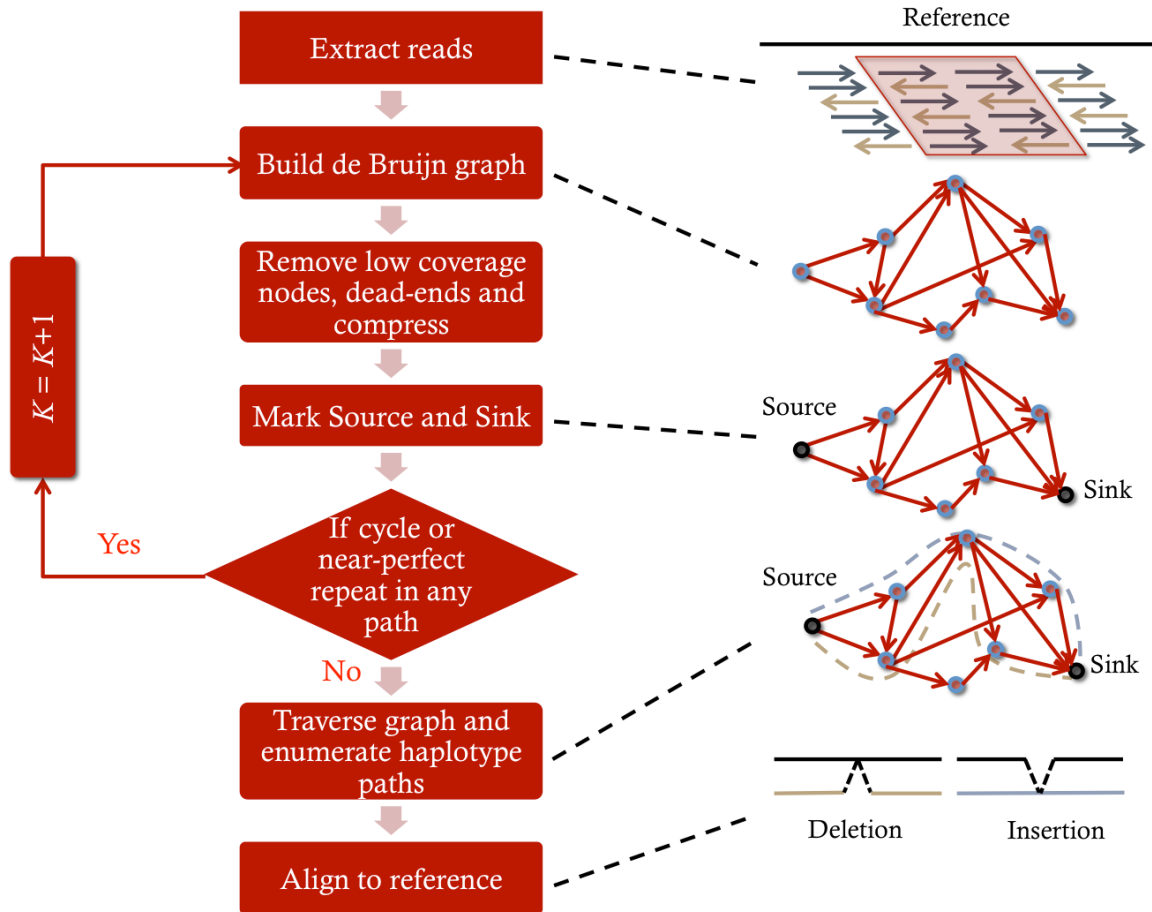 Extract reads
Reference
Build de Bruijn graph
Remove low coverage
nodes, dead-ends and
compress
K = K+1
Mark Source and Sink
Source
Sink
If cycle or
near-perfect
repeat in any
path
Yes
No
Source
Sink
Traverse graph and
enumerate haplotype
paths
Deletion
Insertion
Align to reference